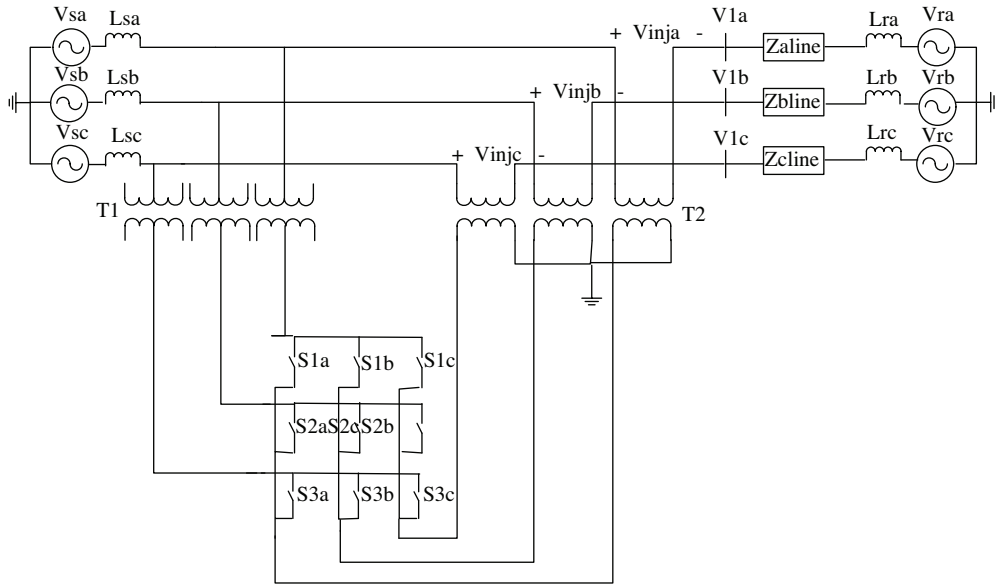 Vsa Lsa + Vinja - V1a Zaline Lra Vra
Vsb Lsb + Vinjb - V1b Zbline Lrb Vrb
Vsc Lsc + Vinjc - V1c Zcline Lrc Vrc
T1 T2
S1a S1b S1c
S2aS2cS2b
S3a S3b S3c